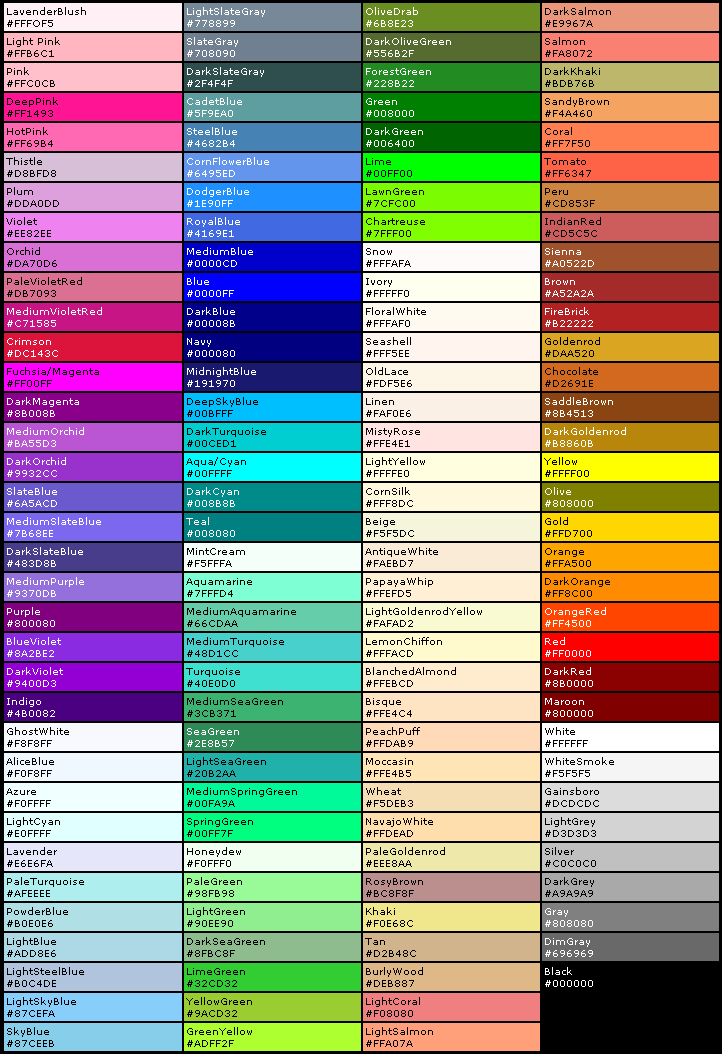 LavenderBlush
#FFF0F5
Light Pink
#FFB6C1
Pink
#FFC0CB
DeepPink
#FF1493
HotPink
#FF69B4
Thistle
#D8BFD8
Plum
#DDA0DD
Violet
#EE82EE
Orchid
#DA70D6
PaleVioletRed
#DB7093
MediumVioletRed
#C71585
Crimson
#DC143C
Fuchsia/Magenta
#FF00FF
DarkMagenta
#8B008B
MediumOrchid
#BA55D3
DarkOrchid
#9932CC
SlateBlue
#6A5ACD
MediumSlateBlue
#7B68EE
DarkSlateBlue
#483D8B
MediumPurple
#9370DB
Purple
#800080
BlueViolet
#8A2BE2
DarkViolet
#9400D3
Indigo
#4B0082
GhostWhite
#F8F8FF
AliceBlue
#F0F8FF
Azure
#F0FFFF
LightCyan
#E0FFFF
Lavender
#E6E6FA
PaleTurquoise
#AFEEEE
PowderBlue
#B0E0E6
LightBlue
#ADD8E6
LightSteelBlue
#B0C4DE
LightSkyBlue
#87CEFA
SkyBlue
#87CEEB
LightSlateGray
#778899
SlateGray
#708090
DarkSlateGray
#2F4F4F
CadetBlue
#5F9EA0
SteelBlue
#4682B4
CornFlowerBlue
#6495ED
DodgerBlue
#1E90FF
RoyalBlue
#4169E1
MediumBlue
#0000CD
Blue
#0000FF
DarkBlue
#00008B
Navy
#000080
MidnightBlue
#191970
DeepSkyBlue
#00BFFF
DarkTurquoise
#00CED1
Aqua/Cyan
#00FFFF
DarkCyan
#008B8B
Teal
#008080
MintCream
#F5FFFA
Aquamarine
#7FFFD4
MediumAquamarine
#66CDAA
MediumTurquoise
#48D1CC
Turquoise
#40E0D0
MediumSeaGreen
#3CB371
SeaGreen
#2E8B57
LightSeaGreen
#20B2AA
MediumSpringGreen
#00FA9A
SpringGreen
#00FF7F
Honeydew
#F0FFF0
PaleGreen
#98FB98
LightGreen
#90EE90
DarkSeaGreen
#8FBC8F
LimeGreen
#32CD32
YellowGreen
#9ACD32
GreenYellow
#ADFF2F
OliveDrab
#6B8E23
DarkOliveGreen
#556B2F
ForestGreen
#228B22
Green
#008000
DarkGreen
#006400
Lime
#00FF00
LawnGreen
#7CFC00
Chartreuse
#7FFF00
Snow
#FFFAFA
Ivory
#FFFFF0
FloralWhite
#FFFAF0
Seashell
#FFF5EE
OldLace
#FDF5E6
Linen
#FAF0E6
MistyRose
#FFE4E1
LightYellow
#FFFFE0
CornSilk
#FFF8DC
Beige
#F5F5DC
AntiqueWhite
#FAEBD7
PapayaWhip
#FFEFD5
LightGoldenrodYellow
#FAFAD2
LemonChiffon
#FFFACD
BlanchedAlmond
#FFEBCD
Bisque
#FFE4C4
PeachPuff
#FFDAB9
Moccasin
#FFE4B5
Wheat
#F5DEB3
NavajoWhite
#FFDEAD
PaleGoldenrod
#EEE8AA
RosyBrown
#BC8F8F
Khaki
#F0E68C
Tan
#D2B48C
BurlyWood
#DEB887
LightCoral
#F08080
LightSalmon
#FFA07A
DarkSalmon
#E9967A
Salmon
#FA8072
DarkKhaki
#BDB76B
SandyBrown
#F4A460
Coral
#FF7F50
Tomato
#FF6347
Peru
#CD853F
IndianRed
#CD5C5C
Sienna
#A0522D
Brown
#A52A2A
FireBrick
#B22222
Goldenrod
#DAA520
Chocolate
#D2691E
SaddleBrown
#8B4513
DarkGoldenrod
#B8860B
Yellow
#FFFF00
Olive
#808000
Gold
#FFD700
Orange
#FFA500
DarkOrange
#FF8C00
OrangeRed
#FF4500
Red
#FF0000
DarkRed
#8B0000
Maroon
#800000
White
#FFFFFF
WhiteSmoke
#F5F5F5
Gainsboro
#DCDCDC
LightGrey
#D3D3D3
Silver
#C0C0C0
DarkGrey
#A9A9A9
Gray
#808080
DimGray
#696969
Black
#000000